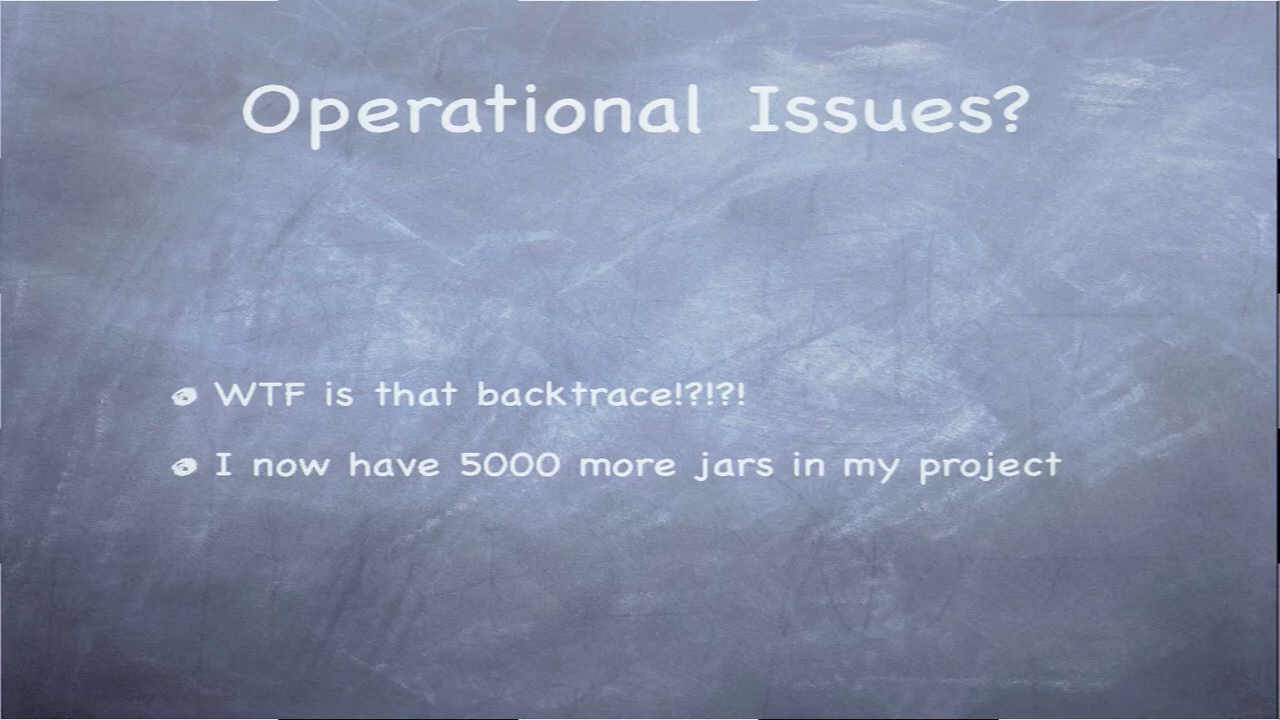 Operational Issues?
WTF is that backtrace!?!?!
I now have 5000 more jars in my project